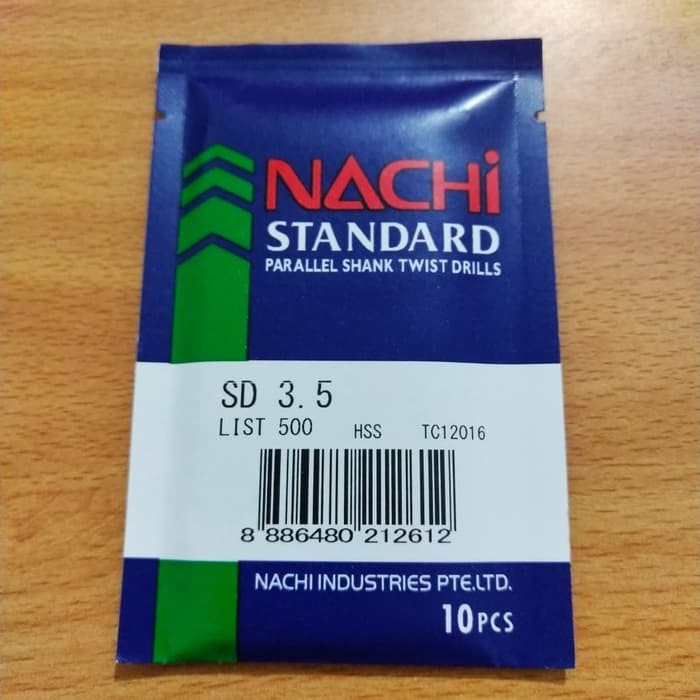 NACHi
STANDARD
PARALLEL SHANK TWIST DRILLS
SD 3.5
LIST 500 HSS TC12016
8 886480 212612
NACHI INDUSTRIES PTE.LTD.
10PCS